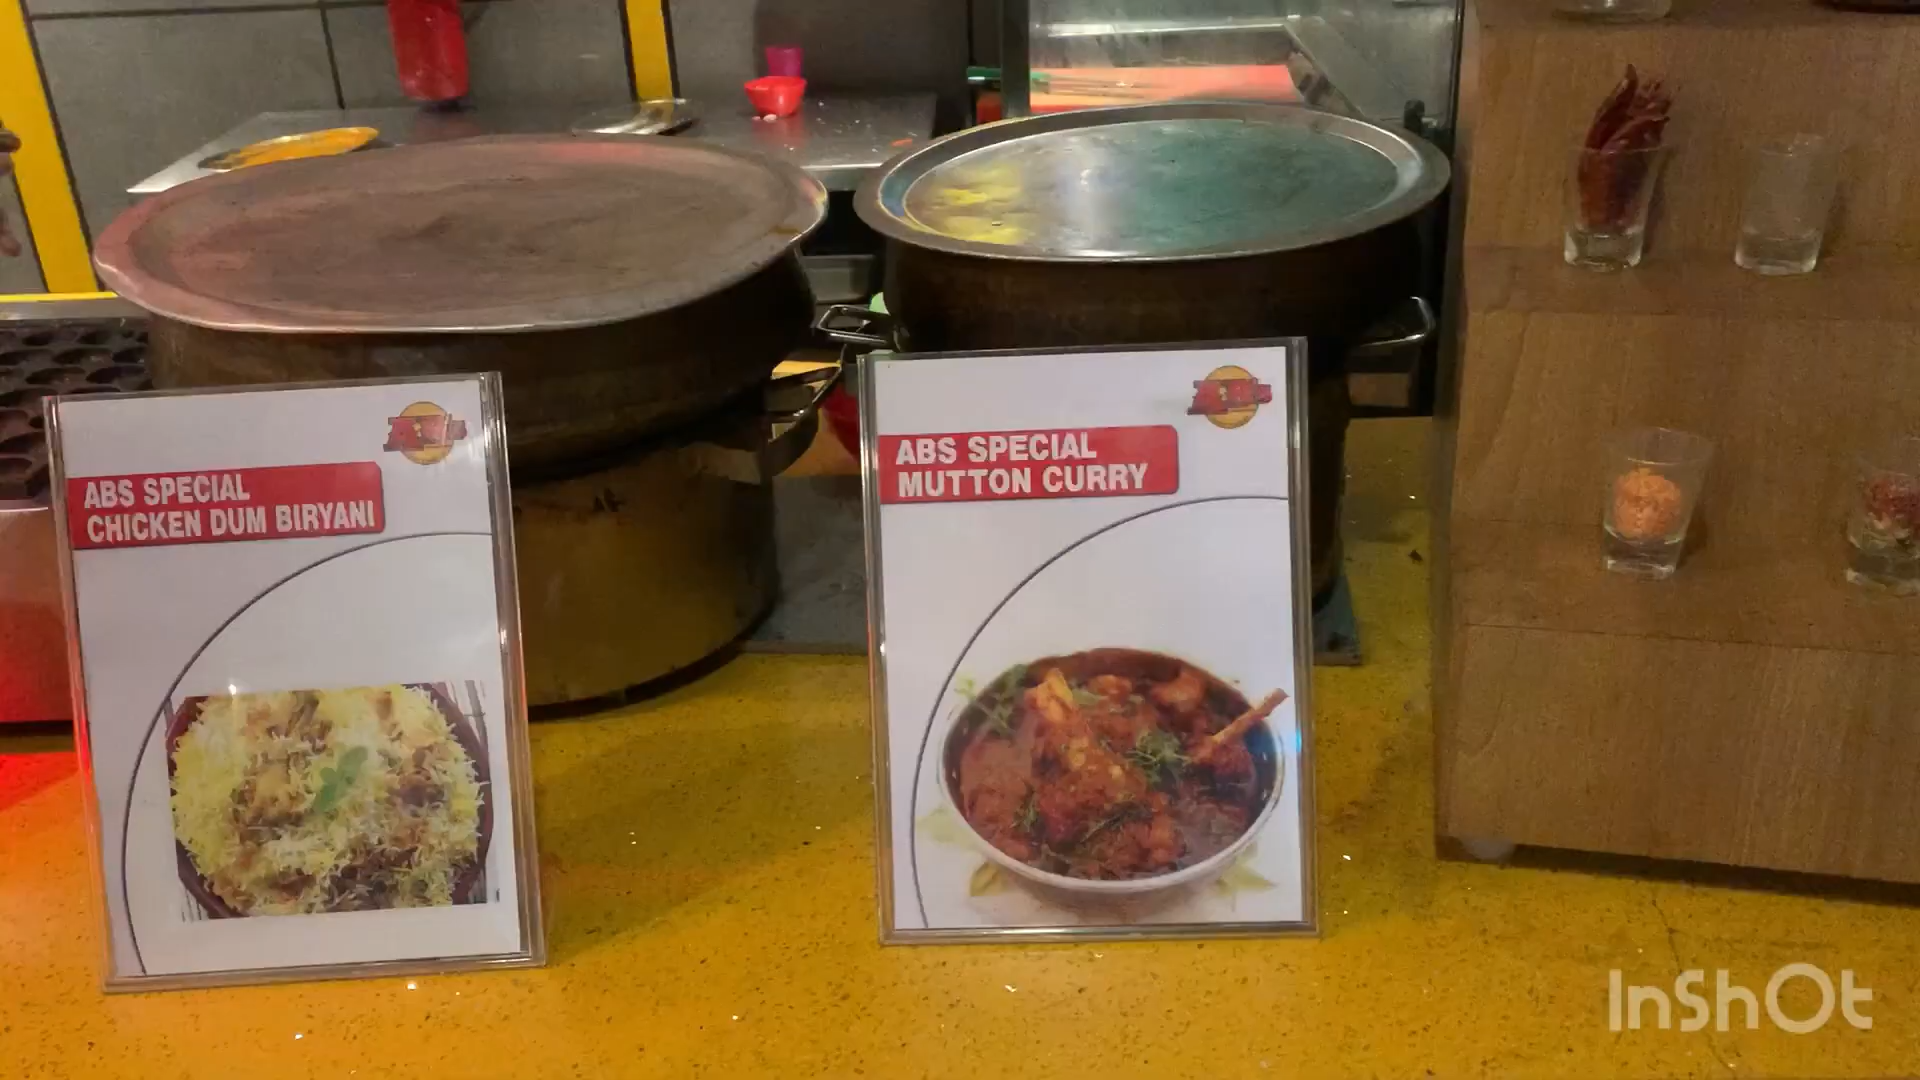 ABS SPECIAL
CHICKEN DUM BIRYANI
ABS SPECIAL
MUTTON CURRY
InShOt